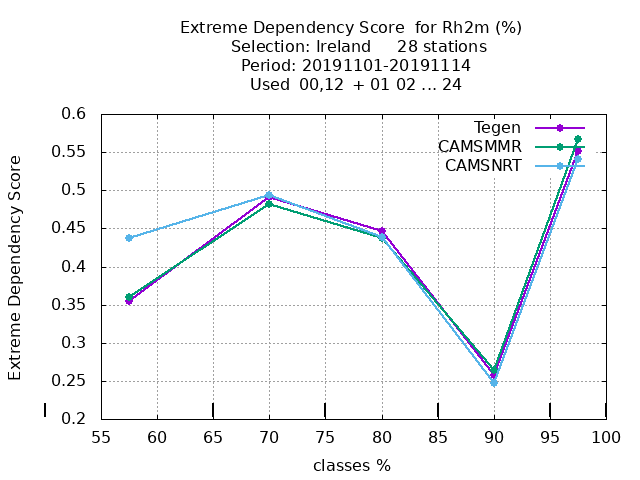 Extreme Dependency Score  for Rh2m (%)
Selection: Ireland     28 stations
Period: 20191101-20191114
Used  00,12  + 01 02 ... 24
Tegen
CAMSMMR
CAMSNRT
Extreme Dependency Score
0.6
0.55
0.5
0.45
0.4
0.35
0.3
0.25
0.2
55 60 65 70 75 80 85 90 95 100
classes %